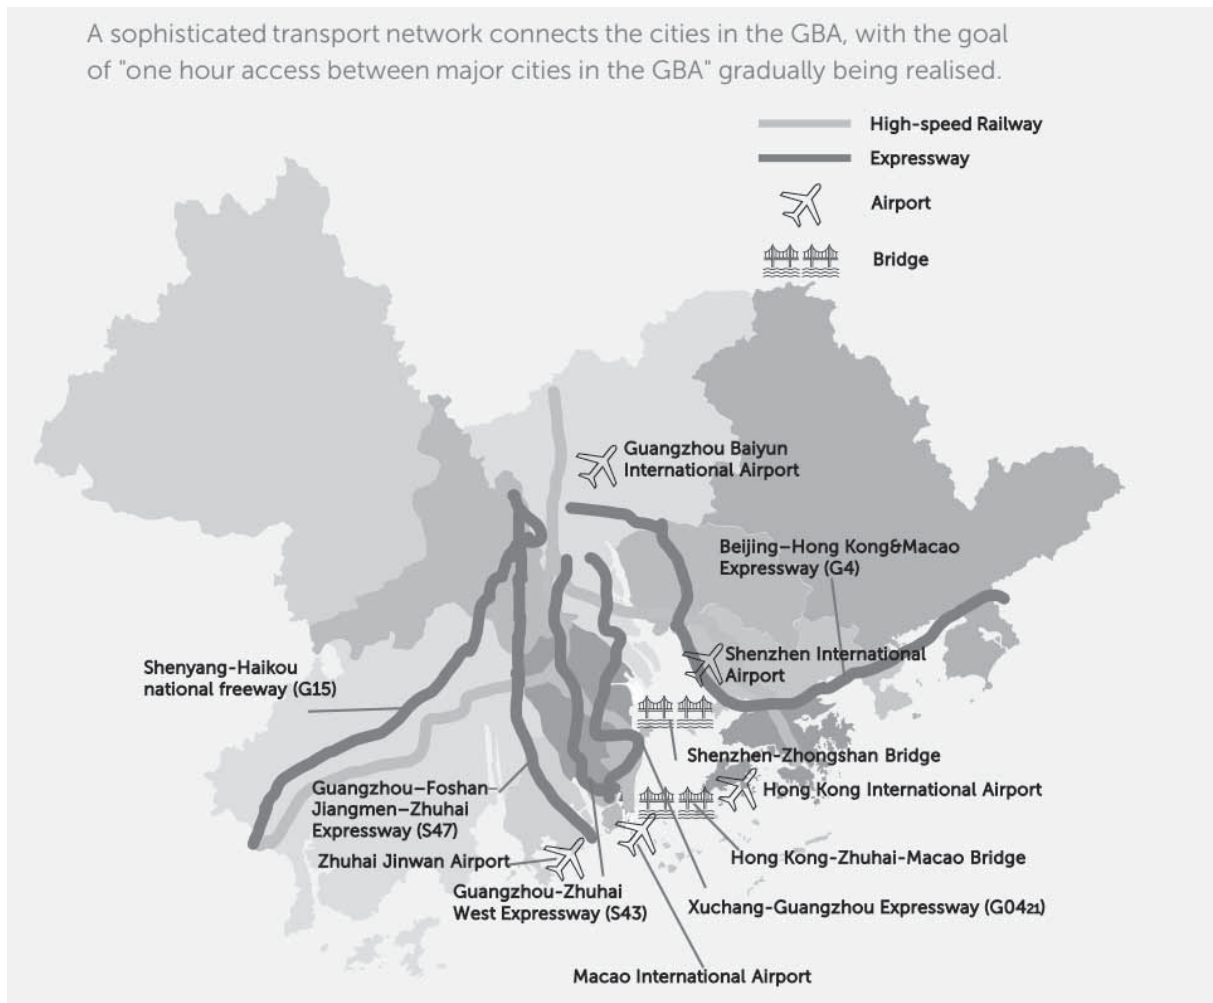 A sophisticated transport network connects the cities in the GBA, with the goal
of "one hour access between major cities in the GBA" gradually being realised.
High-speed Railway
Expressway
Airport
Bridge
Guangzhou Baiyun
International Airport
Beijing–Hong Kong&Macao
Expressway (G4)
Shenyang-Haikou
national freeway (G15)
Shenzhen International
Airport
Shenzhen-Zhongshan Bridge
Guangzhou–Foshan
Jiangmen–Zhuhai
Expressway (S47)
Hong Kong International Airport
Zhuhai Jinwan Airport
Hong Kong-Zhuhai-Macao Bridge
Guangzhou-Zhuhai
West Expressway (S43)
Xuchang-Guangzhou Expressway (G0421)
Macao International Airport